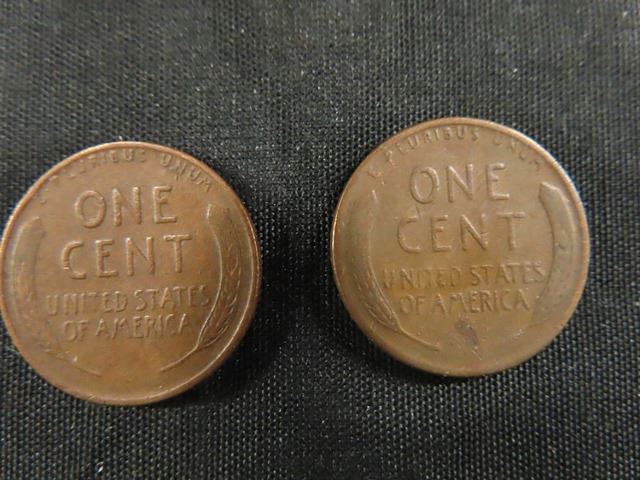 E PLURIBUS UNUM
ONE
CENT
UNITED STATES
OF AMERICA
E PLURIBUS UNUM
ONE
CENT
UNITED STATES
OF AMERICA